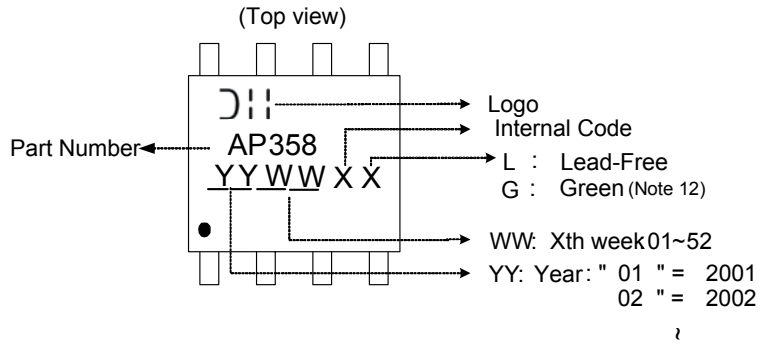 (Top view)
Logo
Internal Code
Part Number
AP358
YYWWXX
L : Lead-Free
G : Green (Note 12)
WW: Xth week 01~52
YY: Year: " 01 " = 2001
02 " = 2002
~